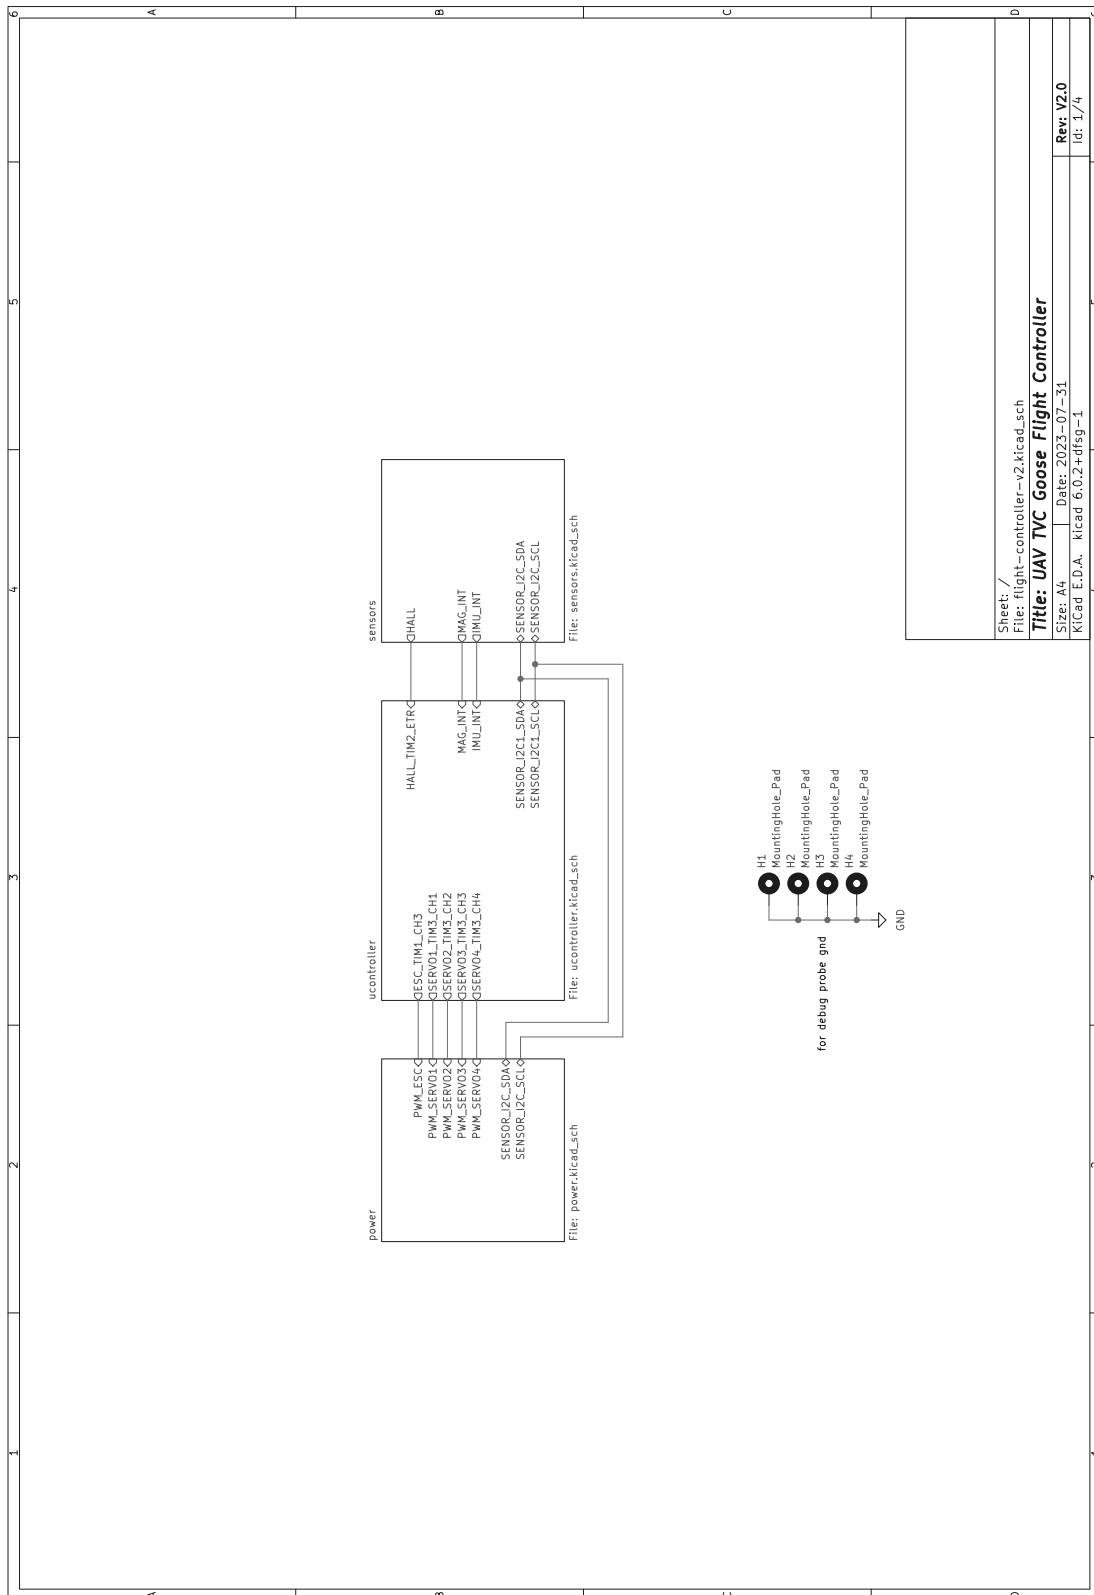 1
2
3
4
5
6
A
B
C
D
power
PWM_ESC
PWM_SERVO1
PWM_SERVO2
PWM_SERVO3
PWM_SERVO4
SENSOR_I2C_SDA
SENSOR_I2C_SCL
File: power.kicad_sch
ucontroller
ESC_TIM1_CH3
SERVO1_TIM3_CH1
SERVO2_TIM3_CH2
SERVO3_TIM3_CH3
SERVO4_TIM3_CH4
HALL_TIM2_ETR
MAG_INT
IMU_INT
SENSOR_I2C1_SDA
SENSOR_I2C1_SCL
File: ucontroller.kicad_sch
sensors
HALL
MAG_INT
IMU_INT
SENSOR_I2C_SDA
SENSOR_I2C_SCL
File: sensors.kicad_sch
H1
MountingHole_Pad
H2
MountingHole_Pad
H3
MountingHole_Pad
H4
MountingHole_Pad
for debug probe gnd
GND
Sheet: /
File: flight-controller-v2.kicad_sch
Title: UAV TVC Goose Flight Controller
Size: A4 Date: 2023-07-31 Rev: V2.0
KiCad E.D.A. kicad 6.0.2+dfsg-1 Id: 1/4